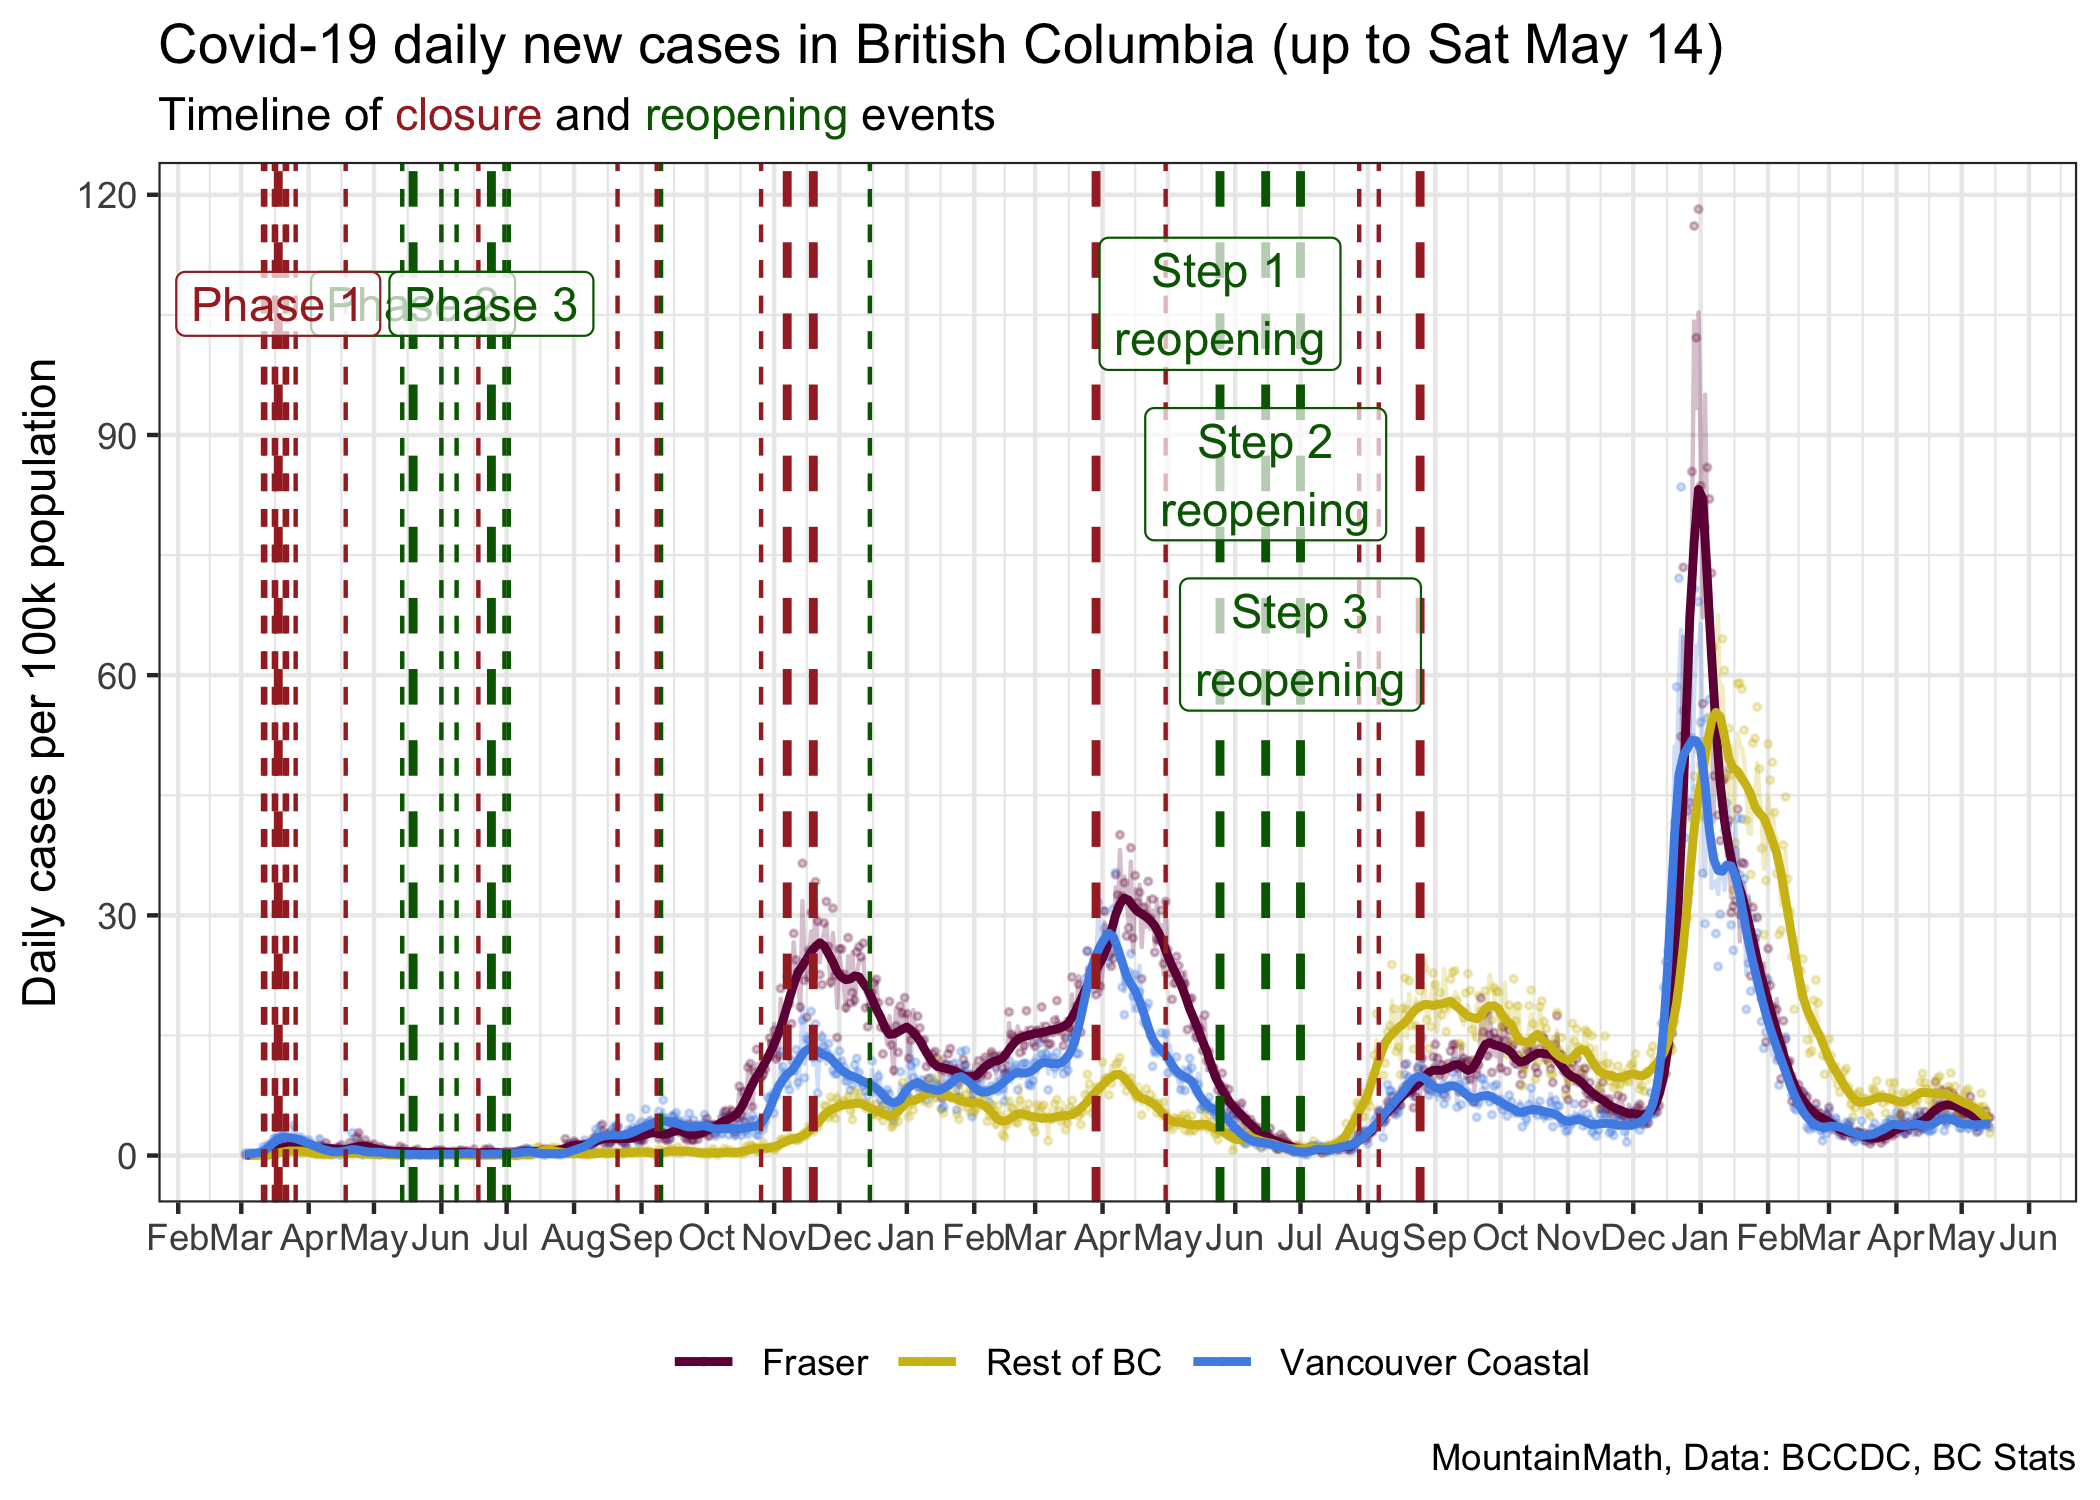 Covid-19 daily new cases in British Columbia (up to Sat May 14)
Timeline of closure and reopening events
Daily cases per 100k population
120
90
60
30
0
Phase 1
Phase 2
Phase 3
Step 1
reopening
Step 2
reopening
Step 3
reopening
Feb Mar Apr May Jun Jul Aug Sep Oct Nov Dec Jan Feb Mar Apr May Jun Jul Aug Sep Oct Nov Dec Jan Feb Mar Apr May Jun
Fraser Rest of BC Vancouver Coastal
MountainMath, Data: BCCDC, BC Stats